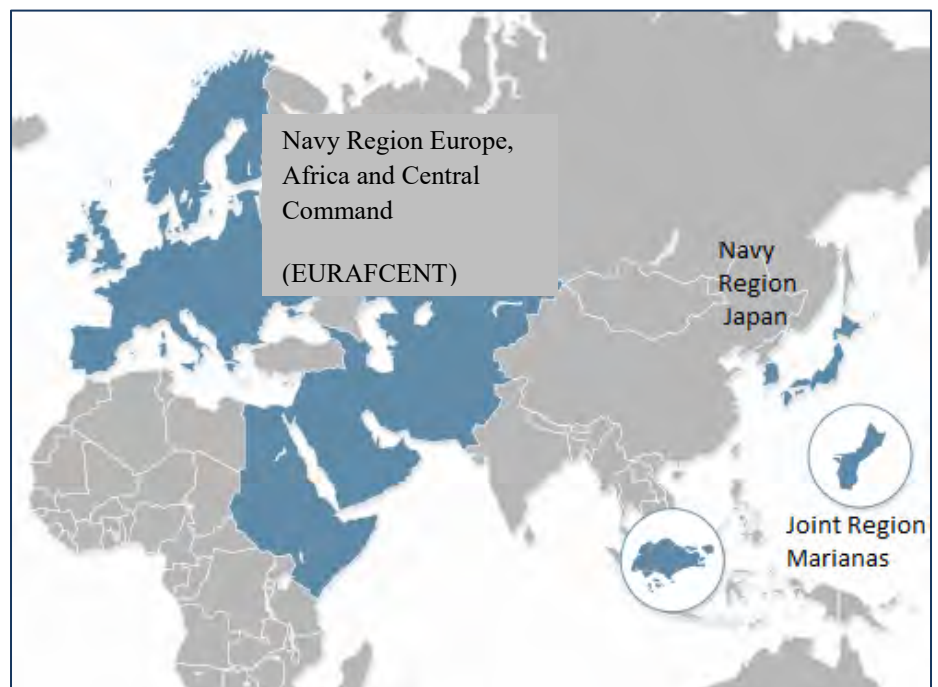 Navy Region Europe,
Africa and Central
Command
(EURAFCENT)
Navy
Region
Japan
Joint Region
Marianas